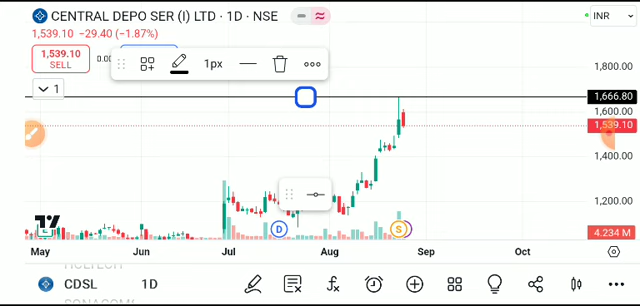 CENTRAL DEPO SER (I) LTD · 1D · NSE
INR
1,539.10 −29.40 (−1.87%)
1,539.10
SELL
0.00
1px
1
1,800.00
1,666.80
1,600.00
1,539.10
1,400.00
1,200.00
4.234 M
D
S
May Jun Jul Aug Sep Oct
CDSL 1D